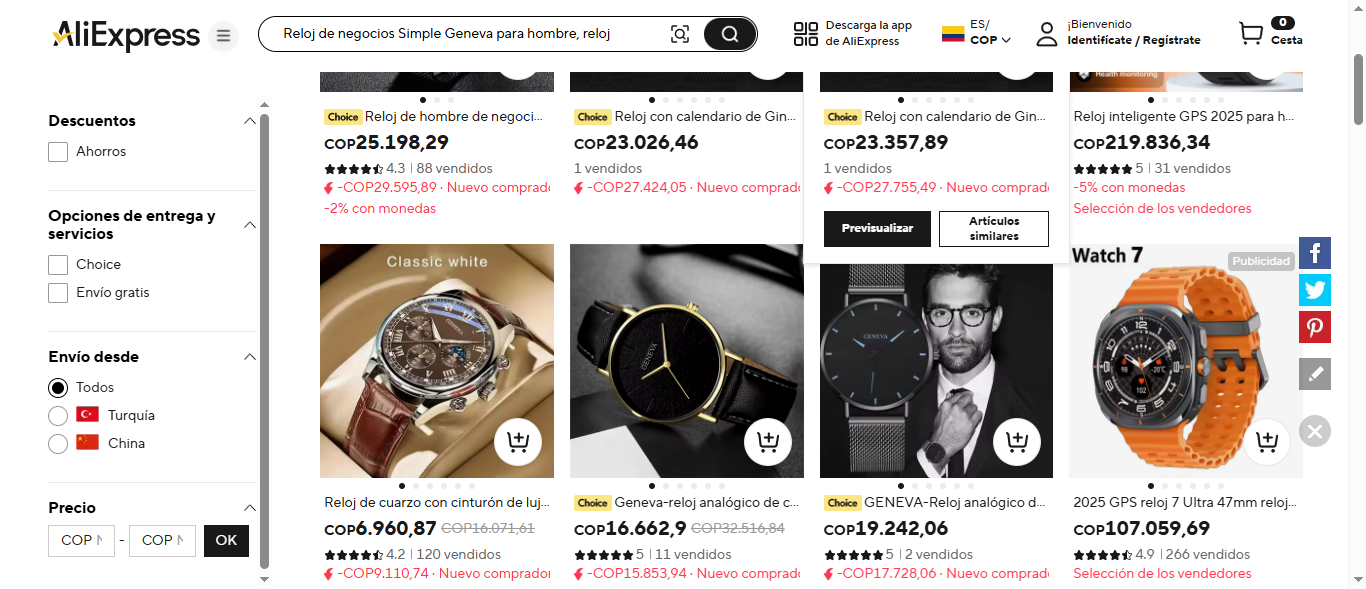 AliExpress
Reloj de negocios Simple Geneva para hombre, reloj
Descarga la app
de AliExpress
ES/
COP
¡Bienvenido
Identifícate / Regístrate
0
Cesta
Descuentos
Ahorros
Opciones de entrega y
servicios
Choice
Envío gratis
Envío desde
Todos
Turquía
China
Precio
COP
-
COP
OK
Health monitoring
Choice Reloj de hombre de negoci...
COP25.198,29
4.3 | 88 vendidos
-COP29.595,89 · Nuevo comprado
-2% con monedas
Choice Reloj con calendario de Gin...
COP23.026,46
1 vendidos
-COP27.424,05 · Nuevo comprado
Choice Reloj con calendario de Gin...
COP23.357,89
1 vendidos
-COP27.755,49 · Nuevo comprado
Previsualizar
Artículos
similares
Reloj inteligente GPS 2025 para h...
COP219.836,34
5 | 31 vendidos
-5% con monedas
Selección de los vendedores
Classic white
GENEVA
Reloj de cuarzo con cinturón de luj...
COP6.960,87 COP16.071,61
4.2 | 120 vendidos
-COP9.110,74 · Nuevo comprador
GENEVA
Choice Geneva-reloj analógico de c...
COP16.662,9 COP32.516,84
5 | 11 vendidos
-COP15.853,94 · Nuevo comprado
GENEVA
Choice GENEVA-Reloj analógico d...
COP19.242,06
5 | 2 vendidos
-COP17.728,06 · Nuevo comprado
Watch 7
Publicidad
2025 GPS reloj 7 Ultra 47mm reloj...
COP107.059,69
4.9 | 266 vendidos
Selección de los vendedores